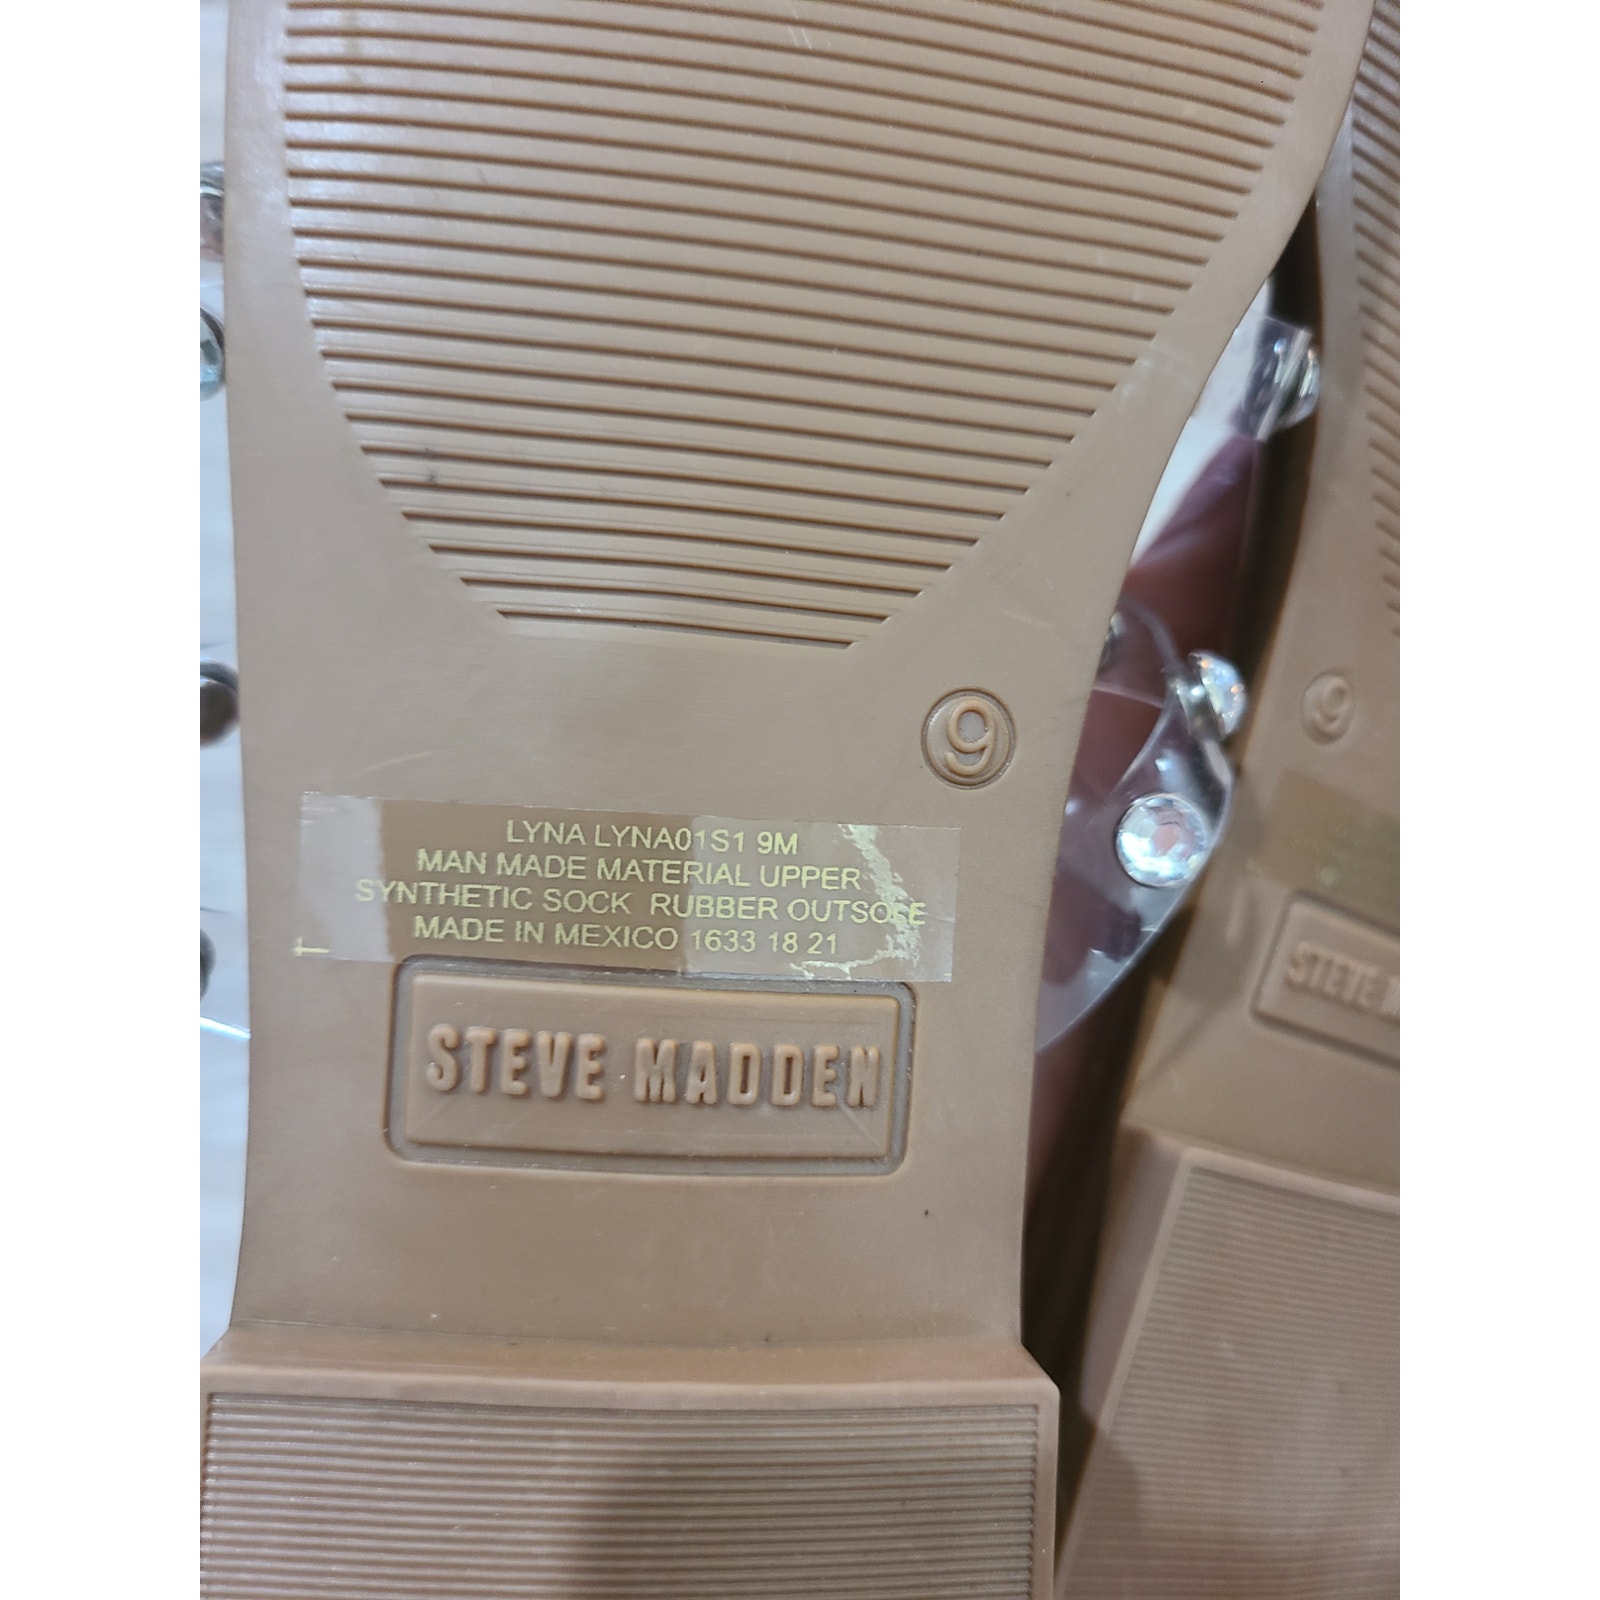 9
LYNA LYNA01S1 9M
MAN MADE MATERIAL UPPER
SYNTHETIC SOCK RUBBER OUTSOLE
MADE IN MEXICO 1633 18 21
STEVE MADDEN
9
STEVE